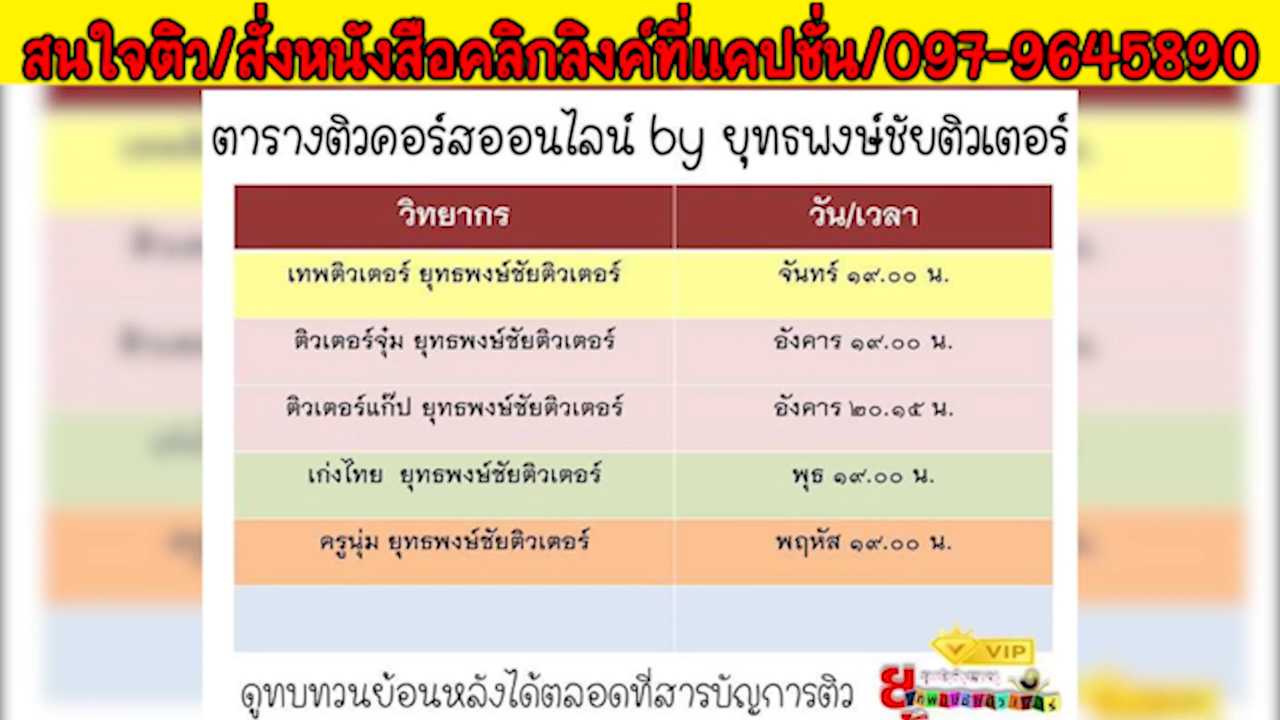 สนใจติว/สั่งหนังสือคลิกลิงค์ที่แคปชั่น/097-9645890
ตารางติวคอร์สออนไลน์ by ยุทธพงษ์ชัยติวเตอร์
วิทยากร วัน/เวลา
เทพติวเตอร์ ยุทธพงษ์ชัยติวเตอร์ จันทร์ ๑๙.๐๐ น.
ติวเตอร์จุ๋ม ยุทธพงษ์ชัยติวเตอร์ อังคาร ๑๙.๐๐ น.
ติวเตอร์แก๊ป ยุทธพงษ์ชัยติวเตอร์ อังคาร ๒๐.๑๕ น.
เก่งไทย ยุทธพงษ์ชัยติวเตอร์ พุธ ๑๙.๐๐ น.
ครูนุ่ม ยุทธพงษ์ชัยติวเตอร์ พฤหัส ๑๙.๐๐ น.
VIP
ดูทบทวนย้อนหลังได้ตลอดที่สารบัญการติว